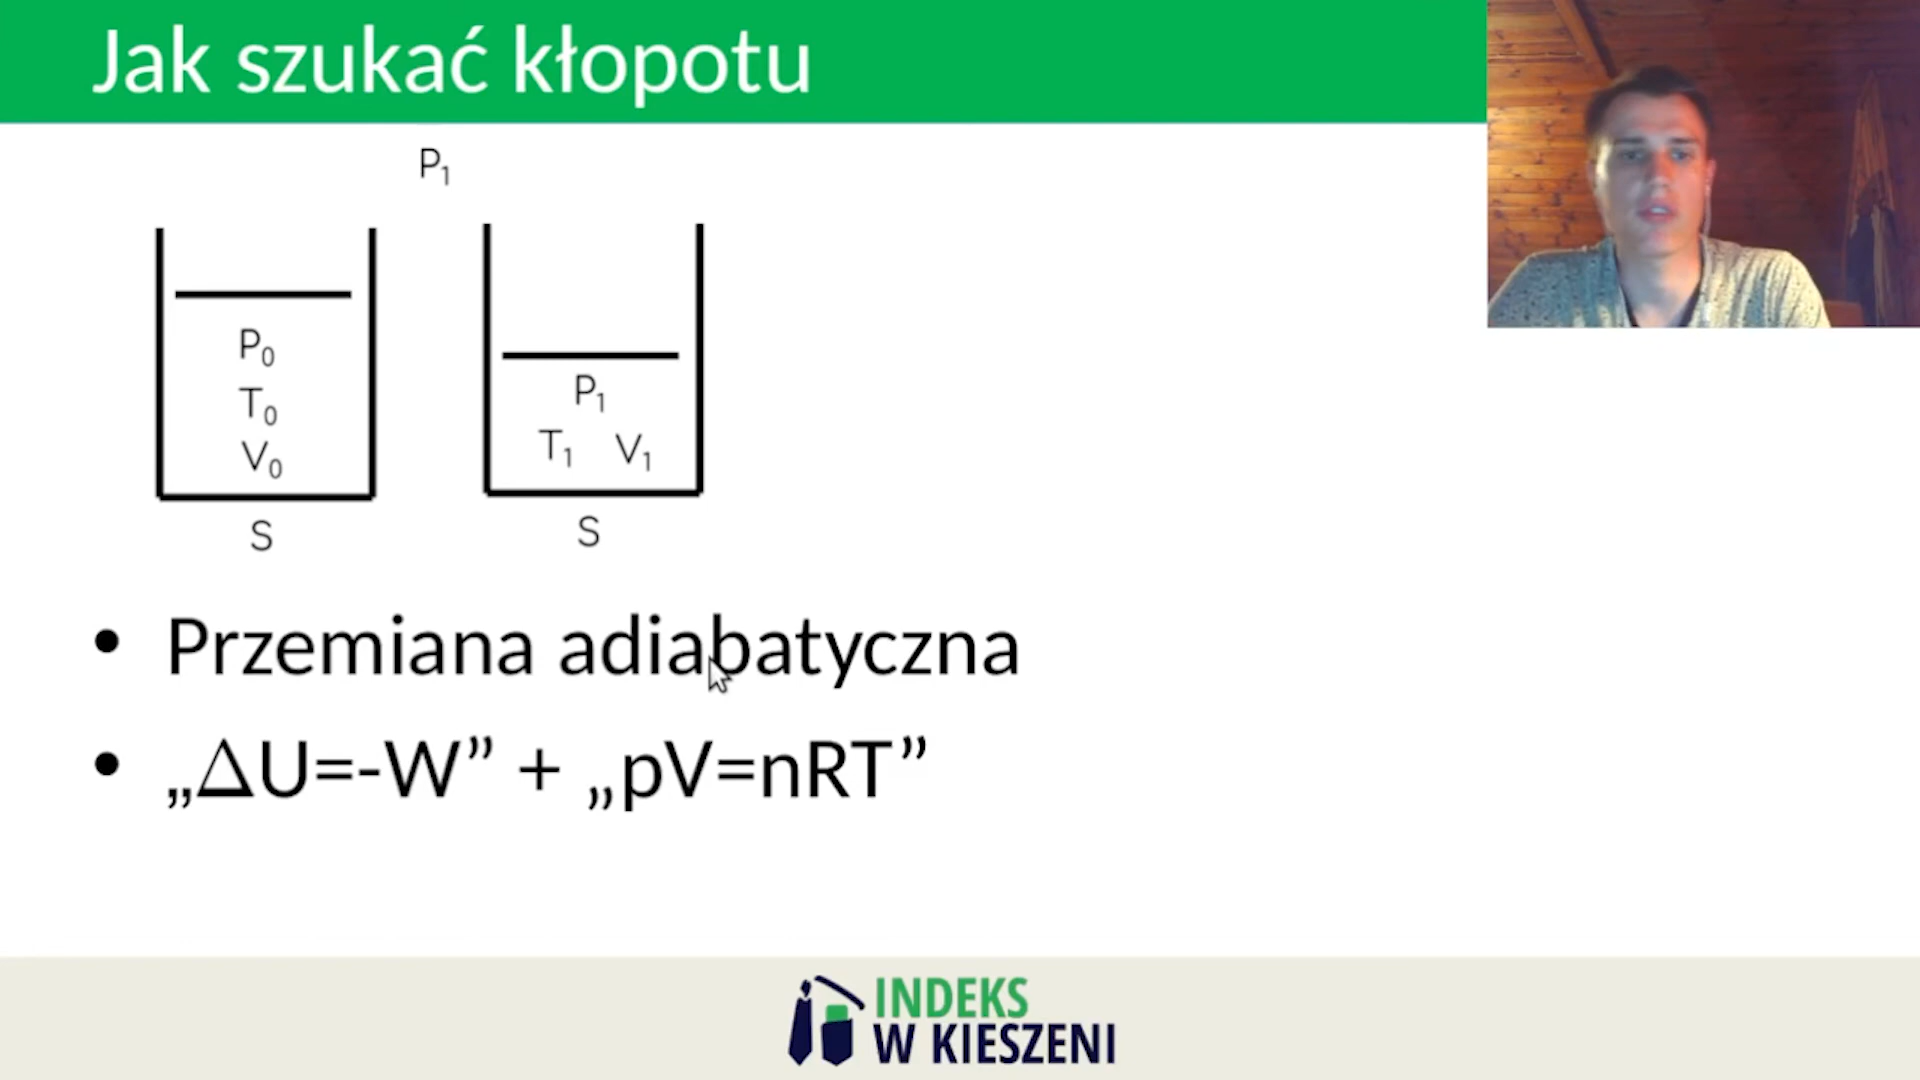 Jak szukać kłopotu
P₁
P₀
T₀
V₀
S
P₁
T₁ V₁
S
• Przemiana adiabatyczna
• „ΔU=-W” + „pV=nRT”
INDEKS
W KIESZENI